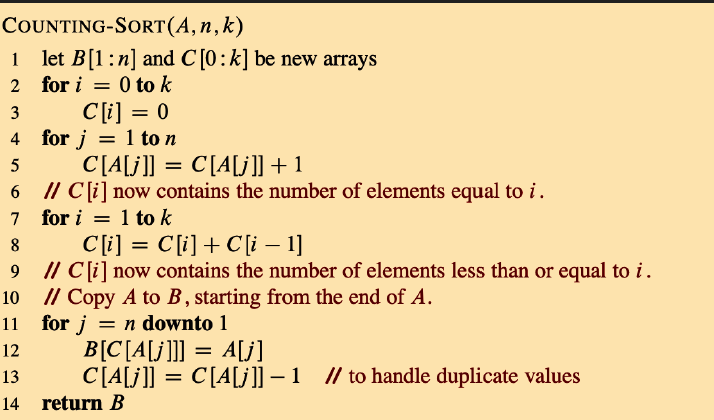 COUNTING-SORT(A, n, k)
1 let B[1:n] and C[0:k] be new arrays
2 for i = 0 to k
3 C[i] = 0
4 for j = 1 to n
5 C[A[j]] = C[A[j]] + 1
6 // C[i] now contains the number of elements equal to i.
7 for i = 1 to k
8 C[i] = C[i] + C[i − 1]
9 // C[i] now contains the number of elements less than or equal to i.
10 // Copy A to B, starting from the end of A.
11 for j = n downto 1
12 B[C[A[j]]] = A[j]
13 C[A[j]] = C[A[j]] − 1 // to handle duplicate values
14 return B